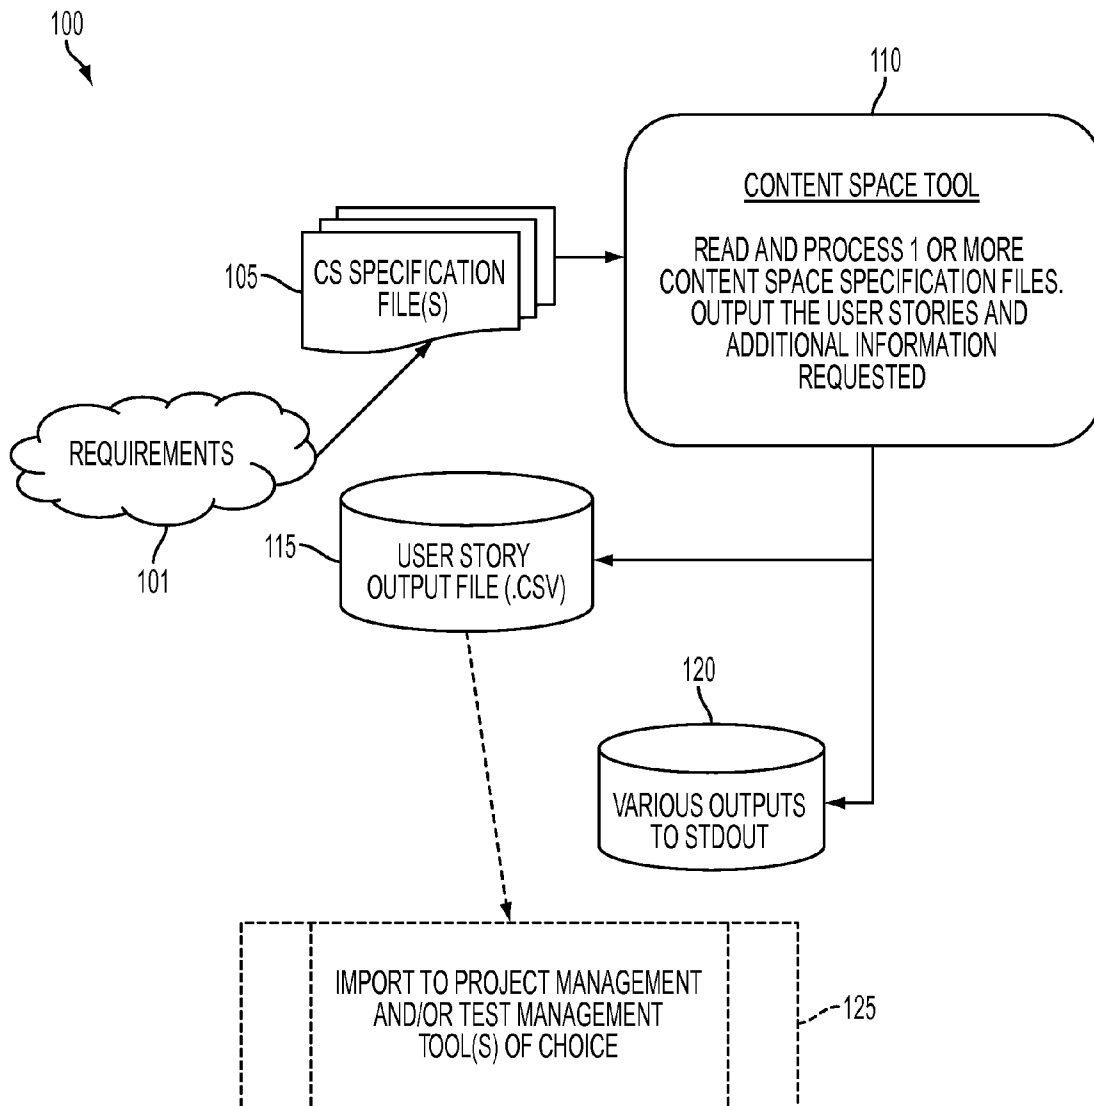 100
110
CONTENT SPACE TOOL
READ AND PROCESS 1 OR MORE
CONTENT SPACE SPECIFICATION FILES.
OUTPUT THE USER STORIES AND
ADDITIONAL INFORMATION
REQUESTED
105
CS SPECIFICATION
FILE(S)
REQUIREMENTS
101
115
USER STORY
OUTPUT FILE (.CSV)
120
VARIOUS OUTPUTS
TO STDOUT
IMPORT TO PROJECT MANAGEMENT
AND/OR TEST MANAGEMENT
TOOL(S) OF CHOICE
125